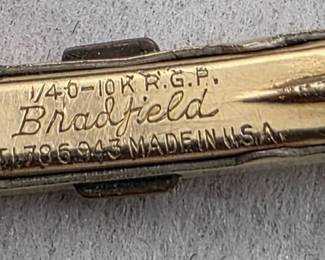 1/40-10K R.G.P.
Bradfield
1,786,943 MADE IN U.S.A.